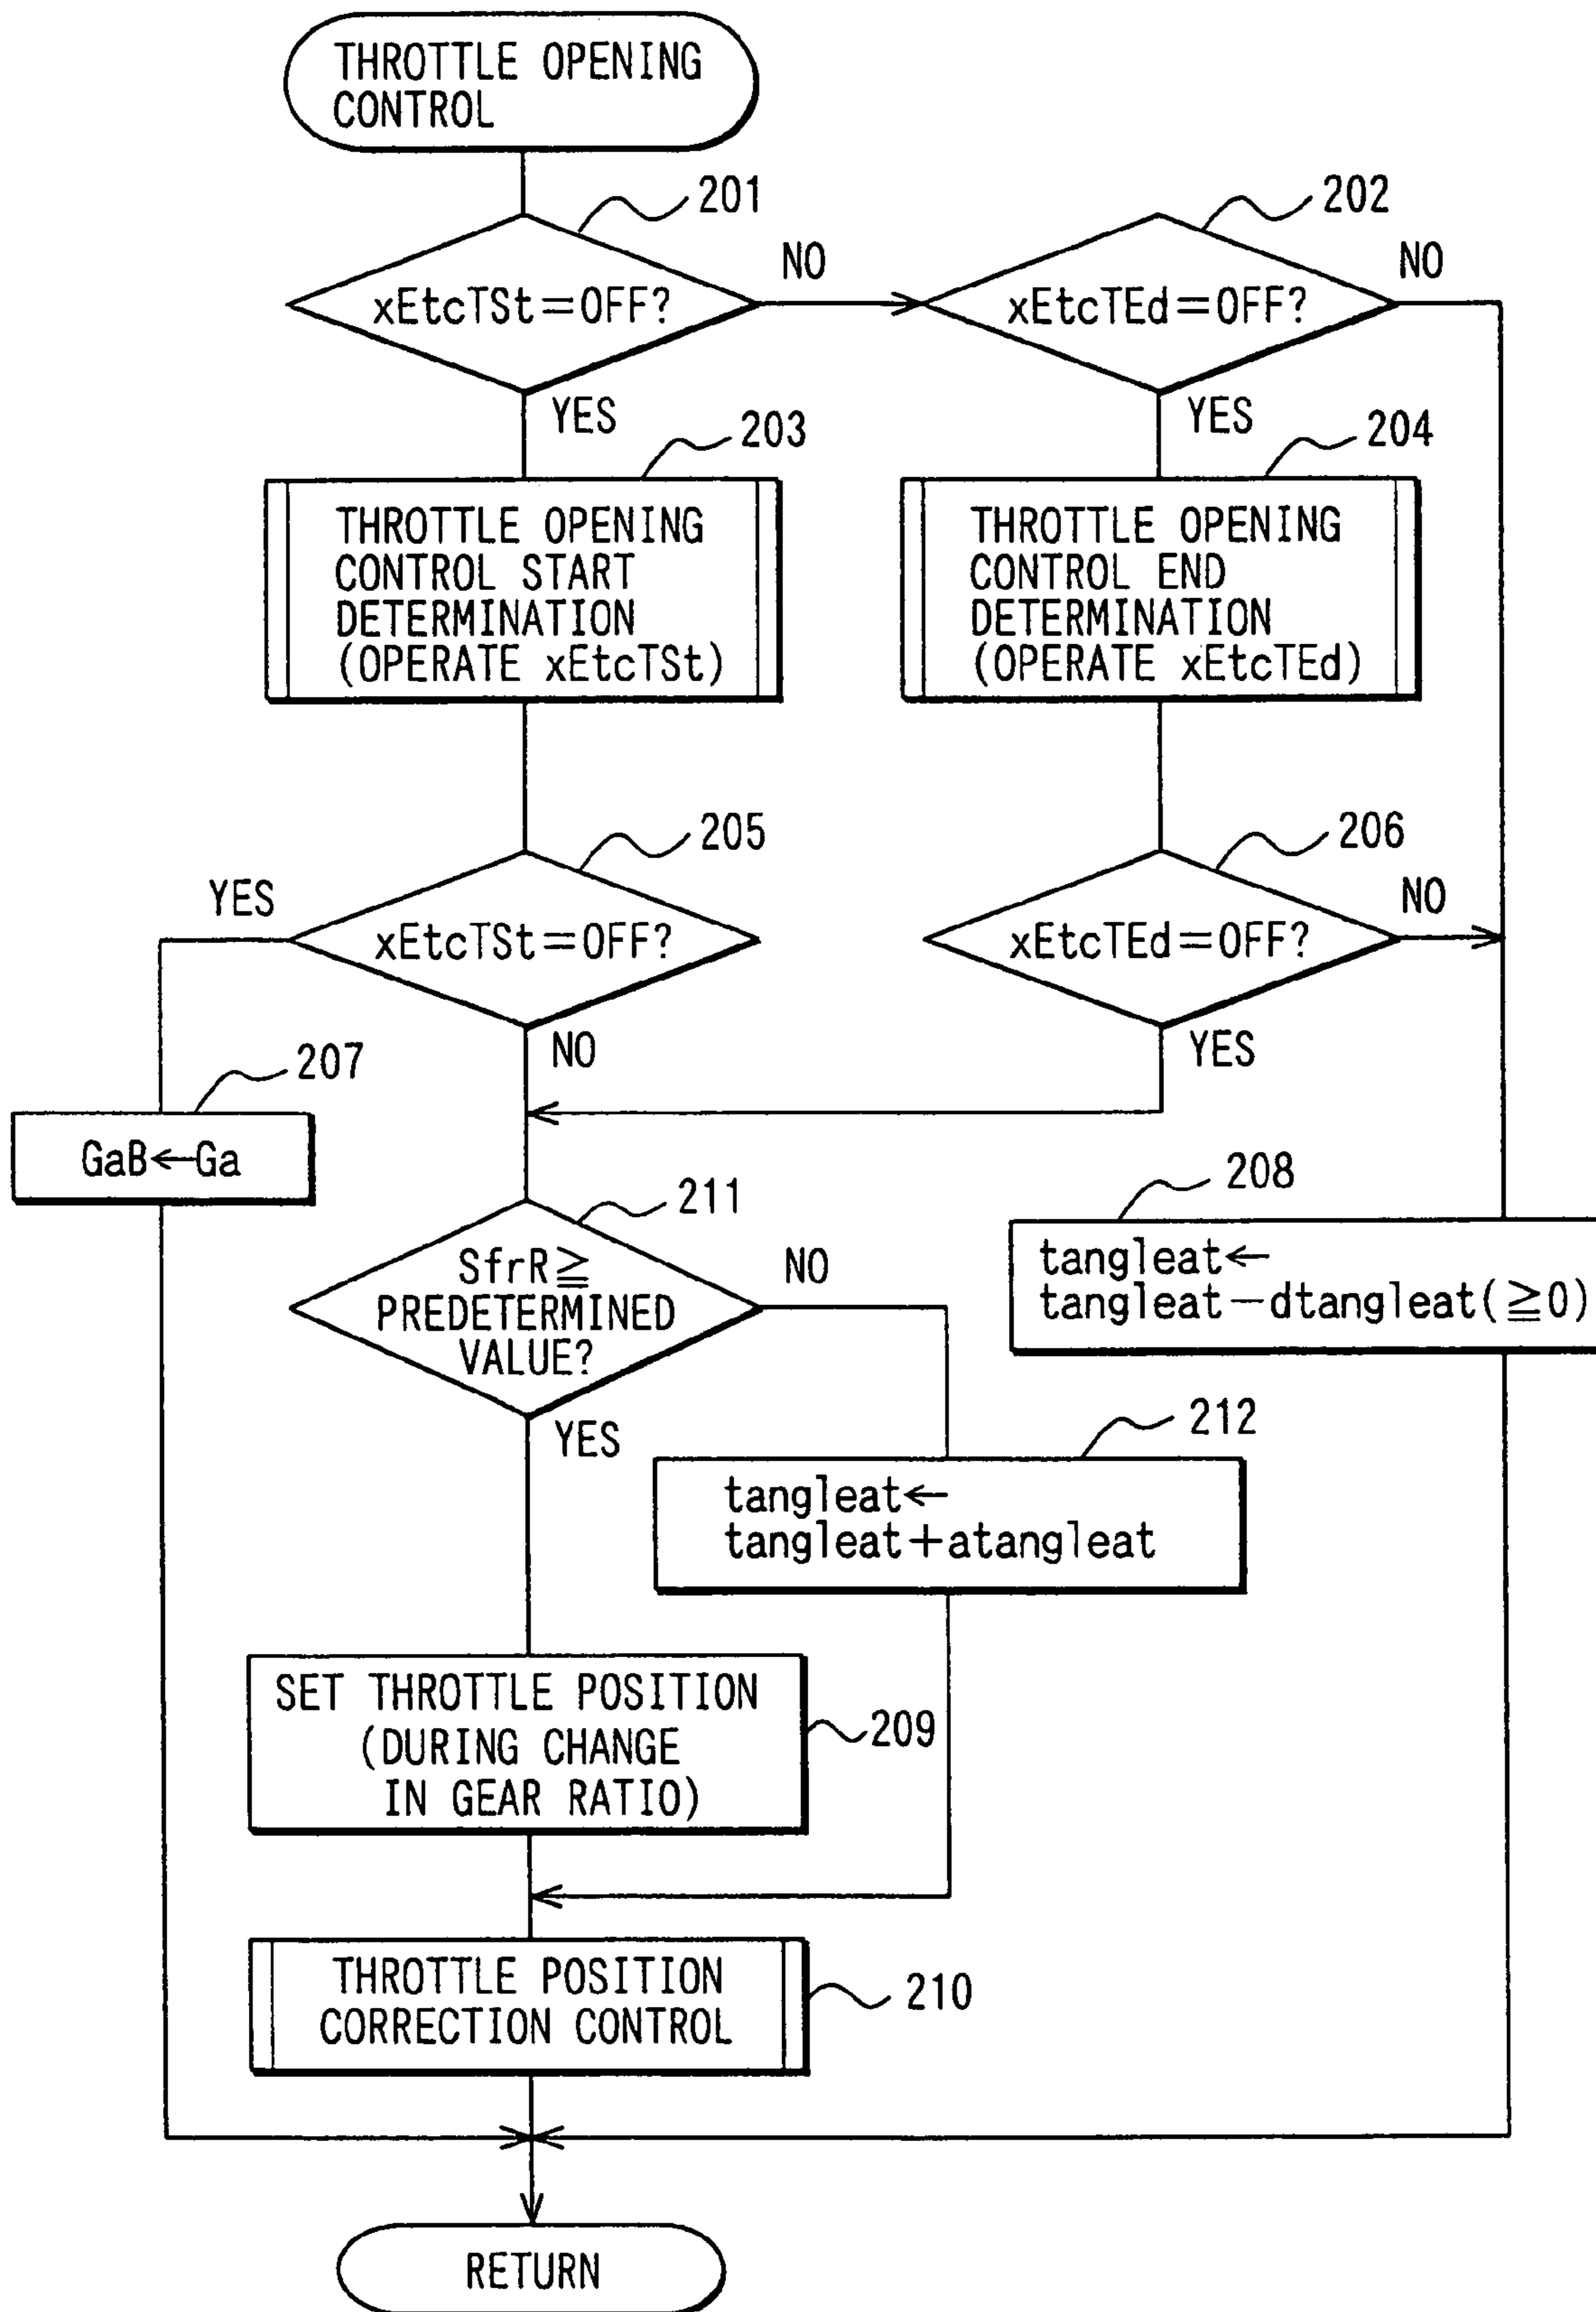 THROTTLE OPENING
CONTROL
201
202
xEtcTSt=OFF?
NO
xEtcTEd=OFF?
NO
YES
YES
203
204
THROTTLE OPENING
CONTROL START
DETERMINATION
(OPERATE xEtcTSt)
THROTTLE OPENING
CONTROL END
DETERMINATION
(OPERATE xEtcTEd)
205
206
YES
xEtcTSt=OFF?
xEtcTEd=OFF?
NO
NO
YES
207
GaB←Ga
208
tangleat←
tangleat−dtangleat(≧0)
211
SfrR≧
PREDETERMINED
VALUE?
NO
YES
212
tangleat←
tangleat+atangleat
SET THROTTLE POSITION
(DURING CHANGE
IN GEAR RATIO)
209
THROTTLE POSITION
CORRECTION CONTROL
210
RETURN